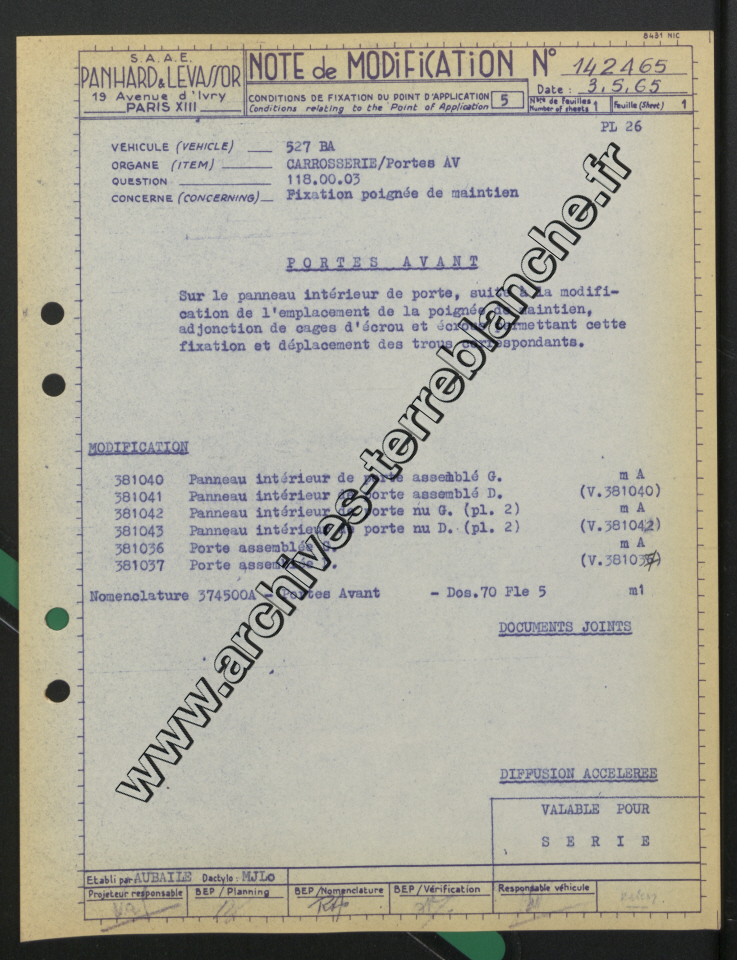 8481 NIC
S.A.A.E.
PANHARD & LEVASSOR
19 Avenue d'Ivry
PARIS XIII
NOTE de MODIFICATION N° 142465
Date: 3.5.65
CONDITIONS DE FIXATION DU POINT D'APPLICATION 5
Conditions relating to the Point of Application
Nbre de feuilles 1
Number of sheets
Feuille (Sheet) 1
PL 26
VEHICULE (VEHICLE) 527 BA
ORGANE (ITEM) CARROSSERIE/Portes AV
QUESTION 118.00.03
CONCERNE (CONCERNING) Fixation poignée de maintien
PORTES AVANT
Sur le panneau intérieur de porte, suite à la modifi-
cation de l'emplacement de la poignée de maintien,
adjonction de cages d'écrou et écrous permettant cette
fixation et déplacement des trous correspondants.
MODIFICATION
381040 Panneau intérieur de porte assemblé G. m A
381041 Panneau intérieur de porte assemblé D. (V.381040)
381042 Panneau intérieur de porte nu G. (pl. 2) m A
381043 Panneau intérieur de porte nu D. (pl. 2) (V.381042)
381036 Porte assemblée G. m A
381037 Porte assemblée D. (V.38103
Nomenclature 374500A - Portes Avant - Dos.70 Fle 5 m1
DOCUMENTS JOINTS
DIFFUSION ACCELEREE
VALABLE POUR
SERIE
Etabli par AUBAILE Dactylo: MJLo
Projeteur responsable
BEP / Planning
BEP / Nomenclature
BEP / Vérification
Responsable véhicule
www.archives-terreblanche.fr